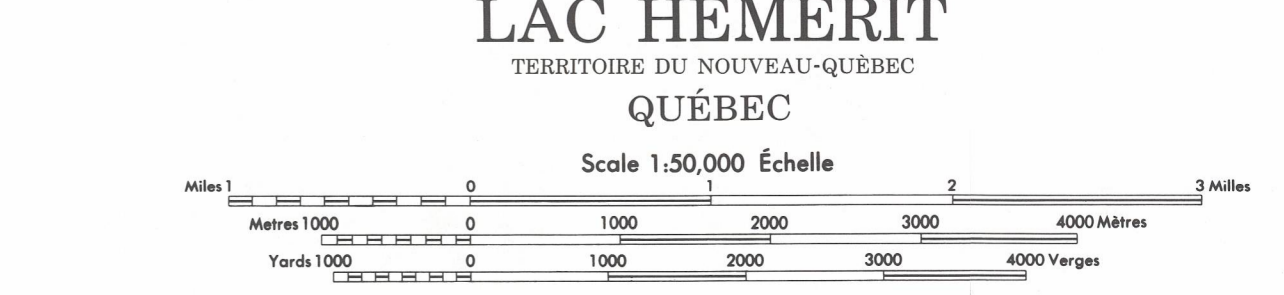 LAC HEMERIT
TERRITOIRE DU NOUVEAU-QUÈBEC
QUÉBEC
Scale 1:50,000 Échelle
Miles 1 0 1 2 3 Milles
Metres 1000 0 1000 2000 3000 4000 Mètres
Yards 1000 0 1000 2000 3000 4000 Verges